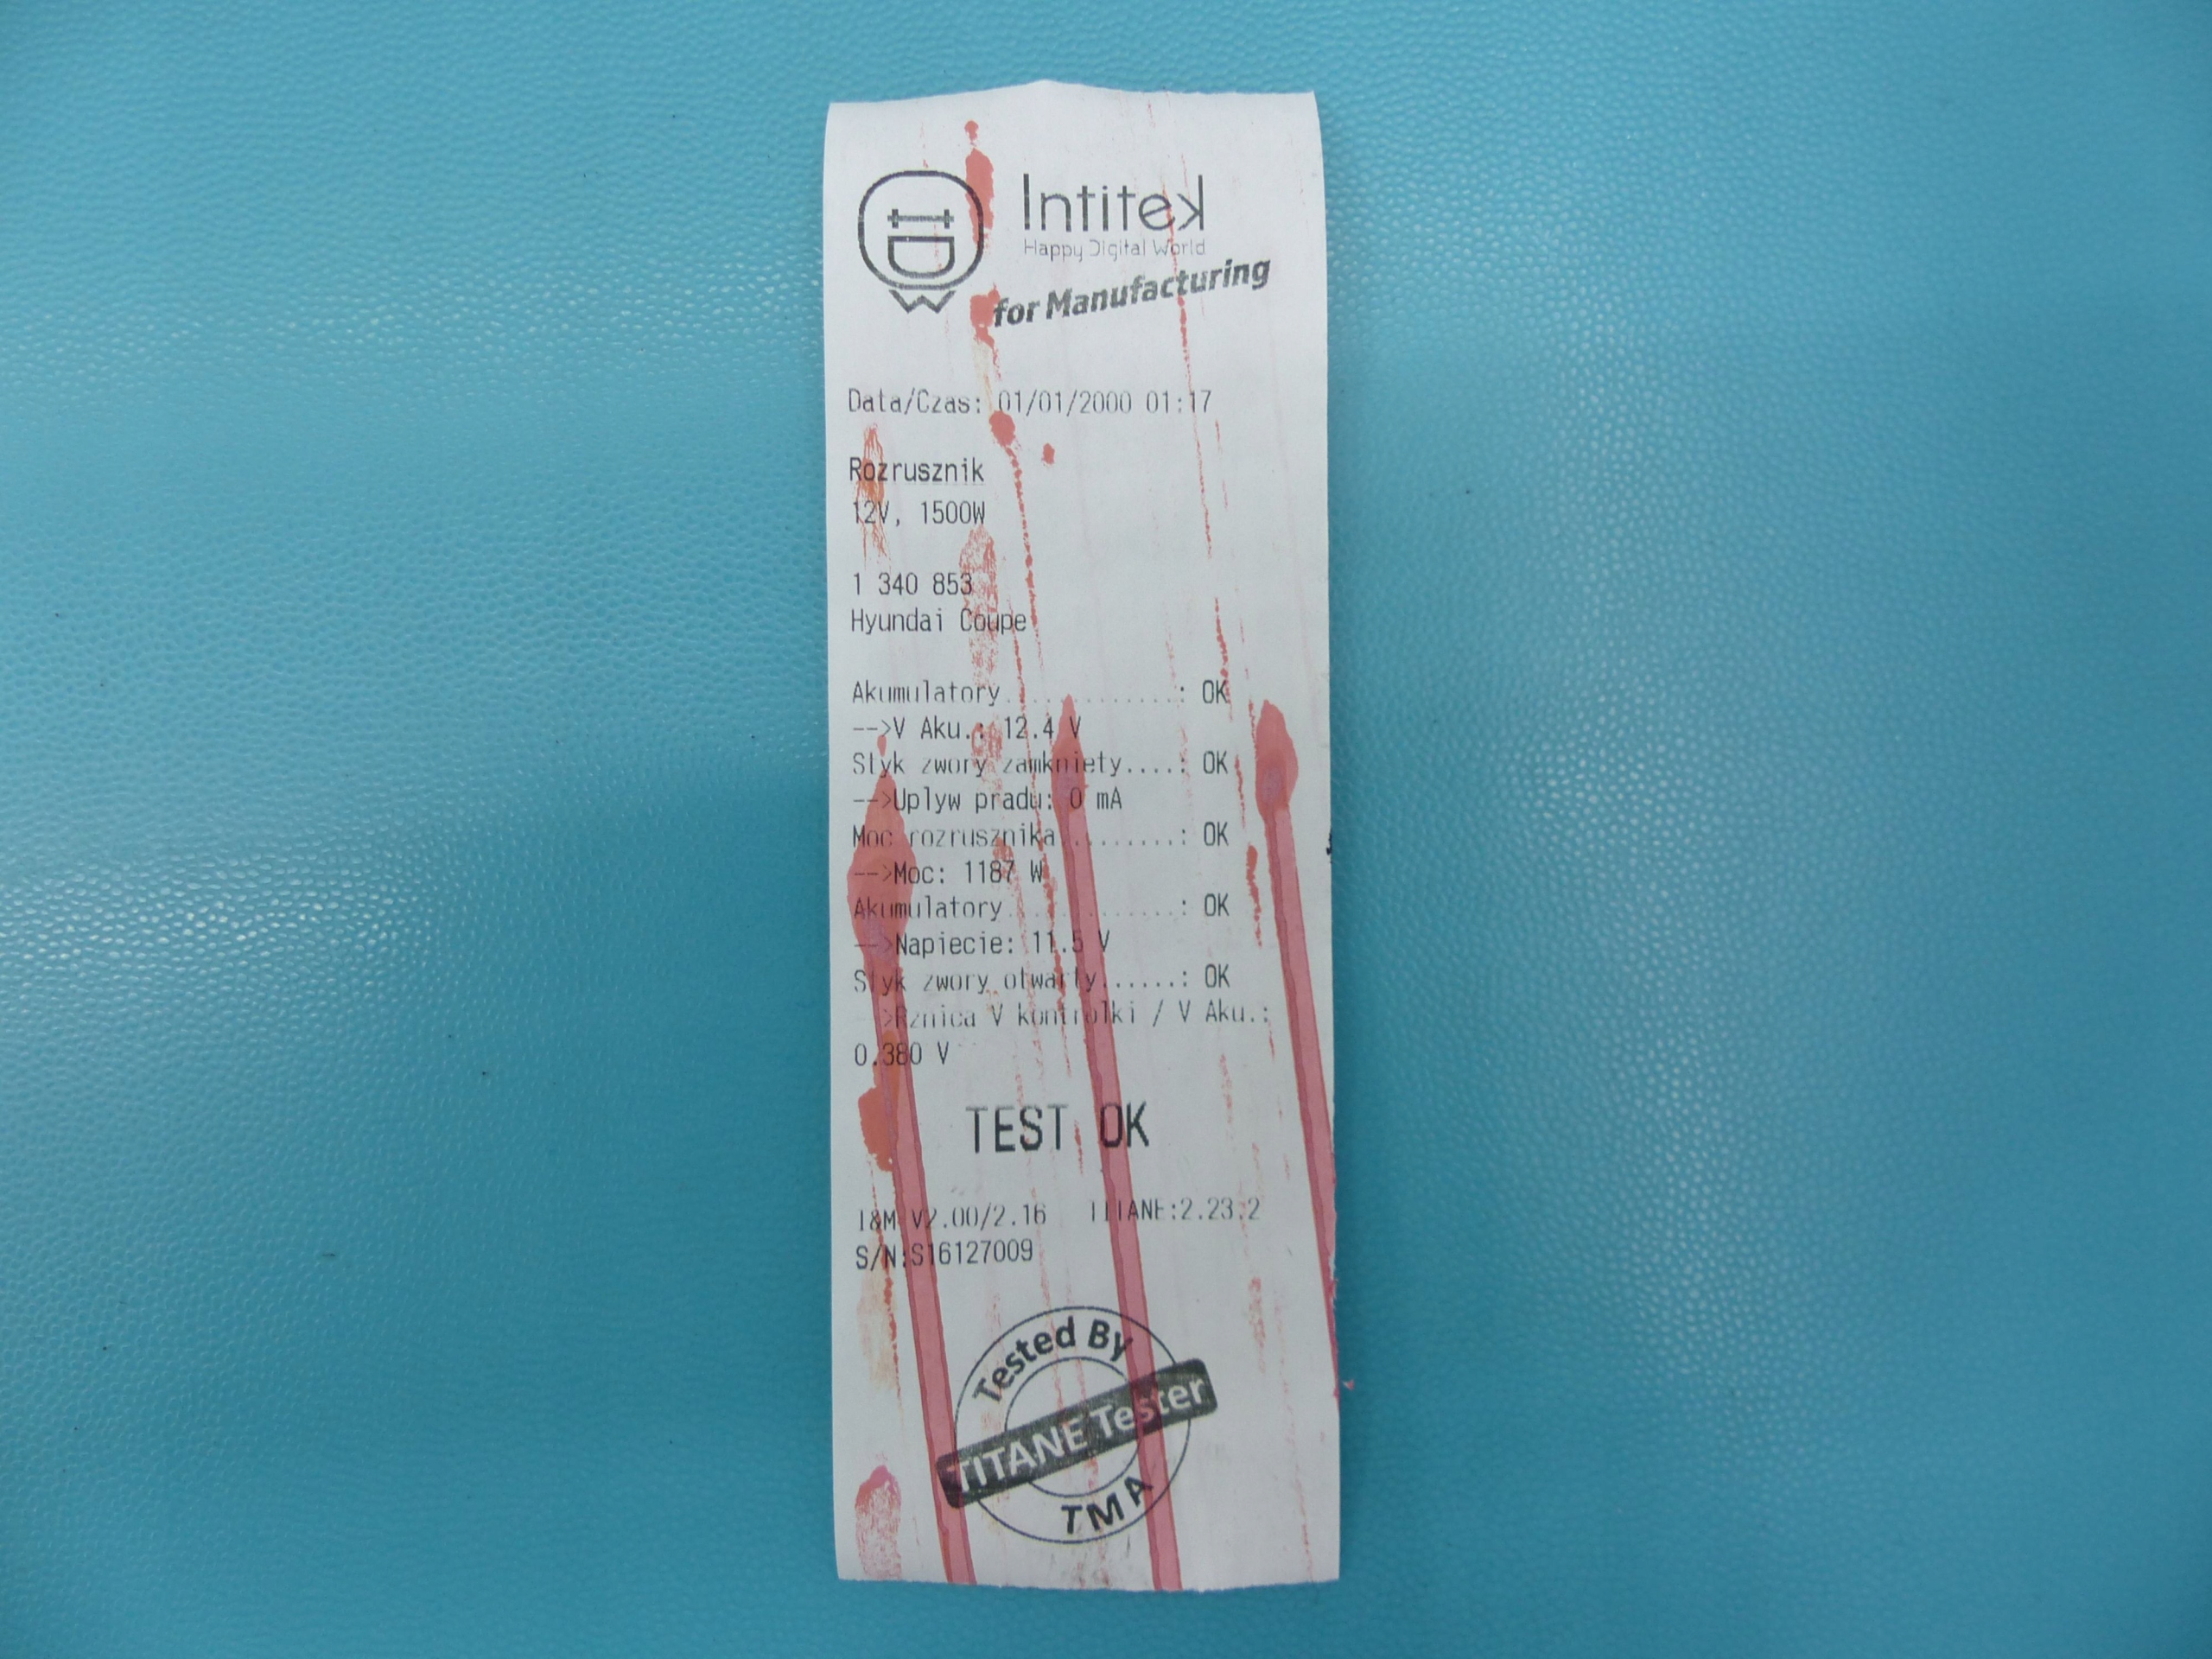 Intitek
Happy Digital World
for Manufacturing
Data/Czas: 01/01/2000 01:17
Rozrusznik
12V, 1500W
1 340 853
Hyundai Coupe
Akumulatory.............: OK
-->V Aku.: 12.4 V
Styk zwory zamkniety....: OK
-->Uplyw pradu: 0 mA
Moc rozrusznika.........: OK
-->Moc: 1187 W
Akumulatory.............: OK
-->Napiecie: 11.5 V
Styk zwory otwarty......: OK
-->Rznica V kontrolki / V Aku.:
0.380 V
TEST OK
I&M V2.00/2.16 TITANE:2.23.2
S/N:S16127009
Tested By
TITANE Tester
TMA